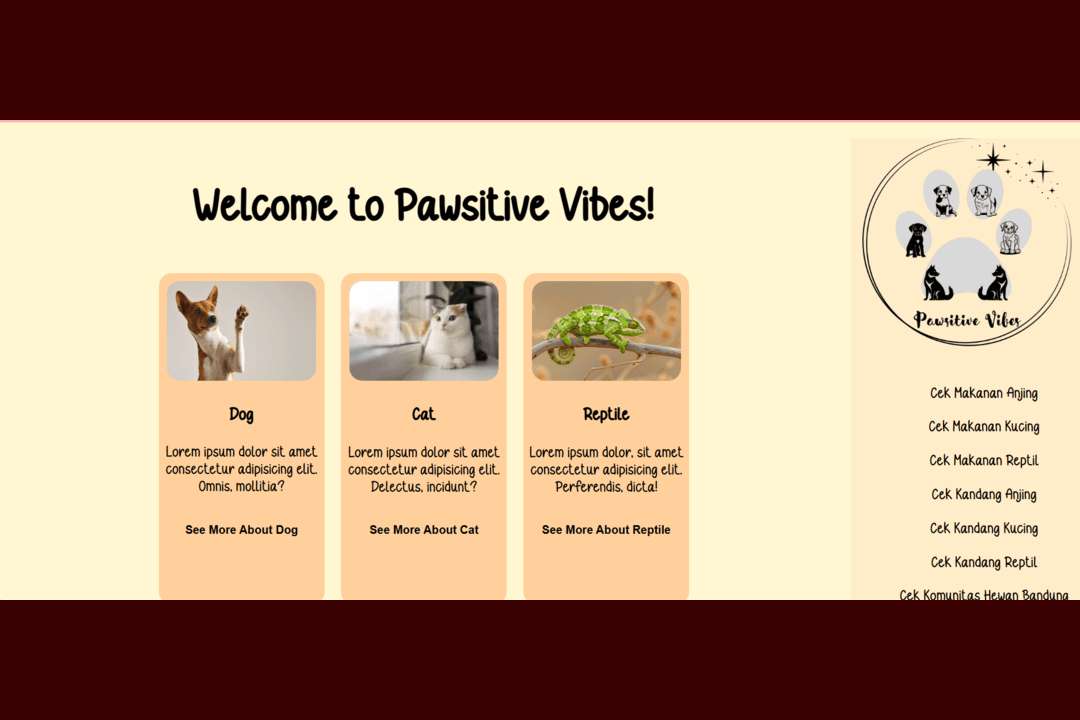 Welcome to Pawsitive Vibes!
Dog
Lorem ipsum dolor sit amet
consectetur adipisicing elit.
Omnis, mollitia?
See More About Dog
Cat
Lorem ipsum dolor sit amet
consectetur adipisicing elit.
Delectus, incidunt?
See More About Cat
Reptile
Lorem ipsum dolor, sit amet
consectetur adipisicing elit.
Perferendis, dicta!
See More About Reptile
Pawsitive Vibes
Cek Makanan Anjing
Cek Makanan Kucing
Cek Makanan Reptil
Cek Kandang Anjing
Cek Kandang Kucing
Cek Kandang Reptil
Cek Komunitas Hewan Bandung